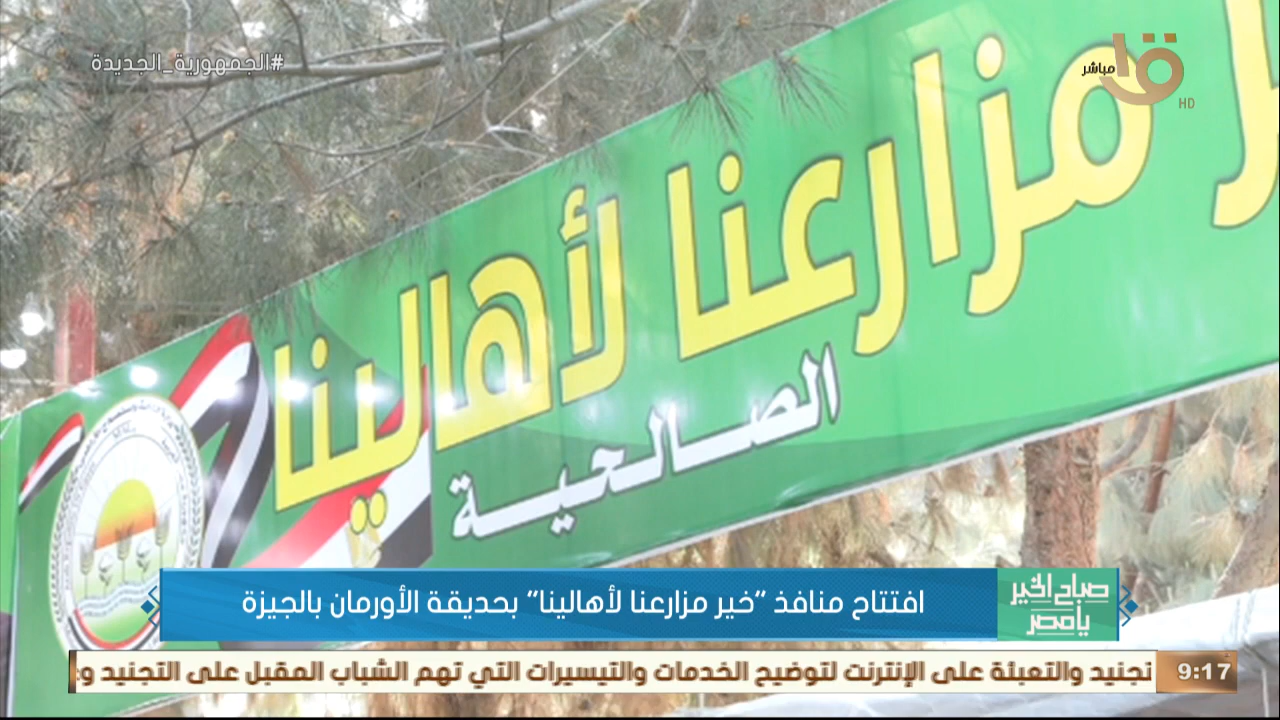 #الجمهورية_الجديدة
مباشر
HD
مزارعنا لأهالينا
الصالحية
افتتاح منافذ "خير مزارعنا لأهالينا" بحديقة الأورمان بالجيزة
صباح الخير
يا مصر
9:17
تجنيد والتعبئة على الإنترنت لتوضيح الخدمات والتيسيرات التي تهم الشباب المقبل على التجنيد و